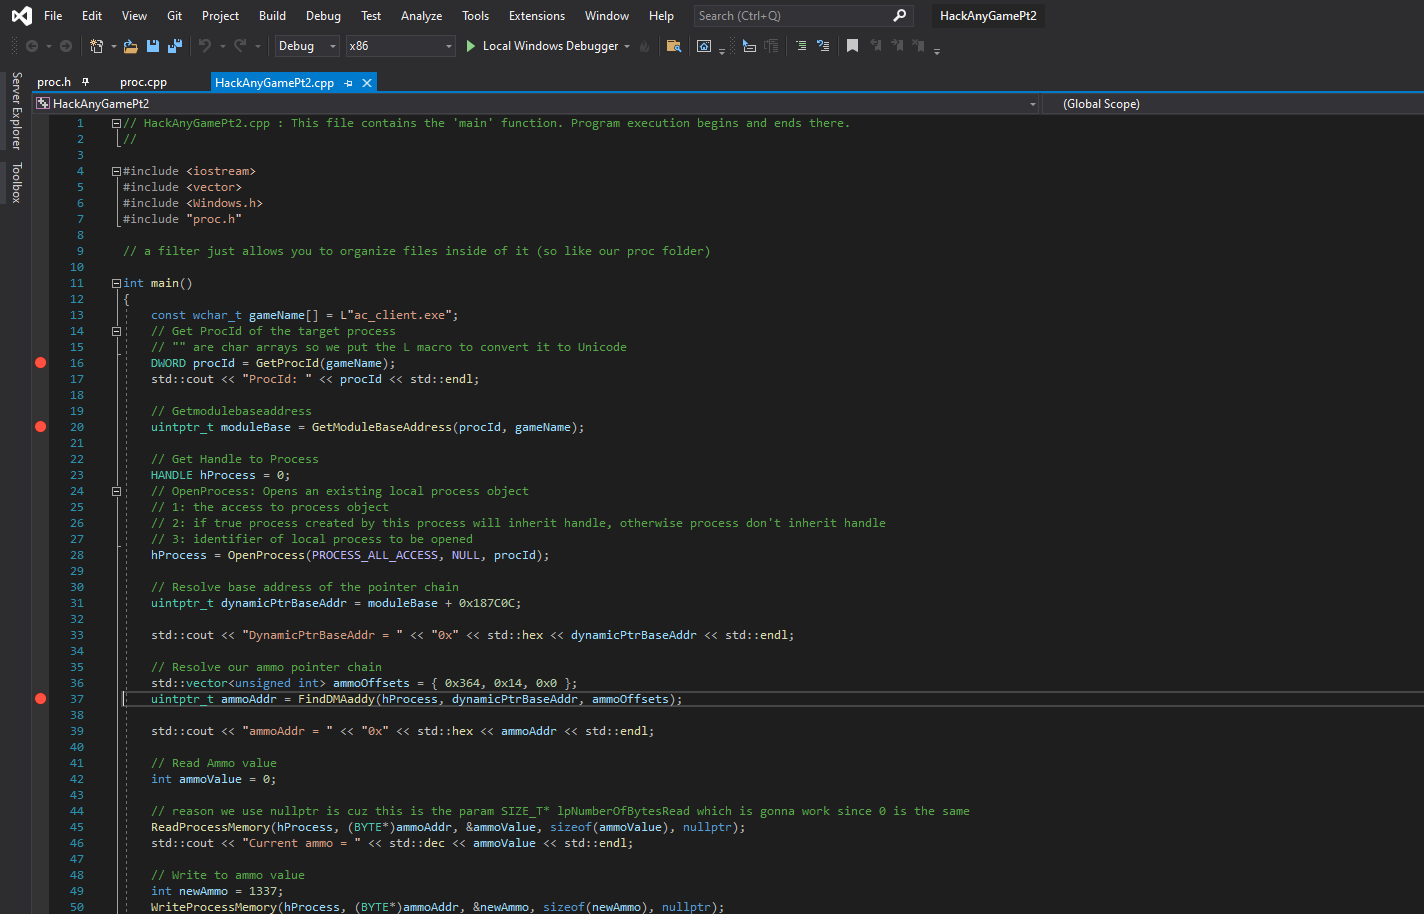 File Edit View Git Project Build Debug Test Analyze Tools Extensions Window Help Search (Ctrl+Q) HackAnyGamePt2
Debug x86 Local Windows Debugger
Server Explorer
Toolbox
proc.h proc.cpp HackAnyGamePt2.cpp
HackAnyGamePt2 (Global Scope)
1 // HackAnyGamePt2.cpp : This file contains the 'main' function. Program execution begins and ends there.
2 //
3
4 #include <iostream>
5 #include <vector>
6 #include <Windows.h>
7 #include "proc.h"
8
9 // a filter just allows you to organize files inside of it (so like our proc folder)
10
11 int main()
12 {
13 const wchar_t gameName[] = L"ac_client.exe";
14 // Get ProcId of the target process
15 // "" are char arrays so we put the L macro to convert it to Unicode
16 DWORD procId = GetProcId(gameName);
17 std::cout << "ProcId: " << procId << std::endl;
18
19 // Getmodulebaseaddress
20 uintptr_t moduleBase = GetModuleBaseAddress(procId, gameName);
21
22 // Get Handle to Process
23 HANDLE hProcess = 0;
24 // OpenProcess: Opens an existing local process object
25 // 1: the access to process object
26 // 2: if true process created by this process will inherit handle, otherwise process don't inherit handle
27 // 3: identifier of local process to be opened
28 hProcess = OpenProcess(PROCESS_ALL_ACCESS, NULL, procId);
29
30 // Resolve base address of the pointer chain
31 uintptr_t dynamicPtrBaseAddr = moduleBase + 0x187C0C;
32
33 std::cout << "DynamicPtrBaseAddr = " << "0x" << std::hex << dynamicPtrBaseAddr << std::endl;
34
35 // Resolve our ammo pointer chain
36 std::vector<unsigned int> ammoOffsets = { 0x364, 0x14, 0x0 };
37 uintptr_t ammoAddr = FindDMAaddy(hProcess, dynamicPtrBaseAddr, ammoOffsets);
38
39 std::cout << "ammoAddr = " << "0x" << std::hex << ammoAddr << std::endl;
40
41 // Read Ammo value
42 int ammoValue = 0;
43
44 // reason we use nullptr is cuz this is the param SIZE_T* lpNumberOfBytesRead which is gonna work since 0 is the same
45 ReadProcessMemory(hProcess, (BYTE*)ammoAddr, &ammoValue, sizeof(ammoValue), nullptr);
46 std::cout << "Current ammo = " << std::dec << ammoValue << std::endl;
47
48 // Write to ammo value
49 int newAmmo = 1337;
50 WriteProcessMemory(hProcess, (BYTE*)ammoAddr, &newAmmo, sizeof(newAmmo), nullptr);